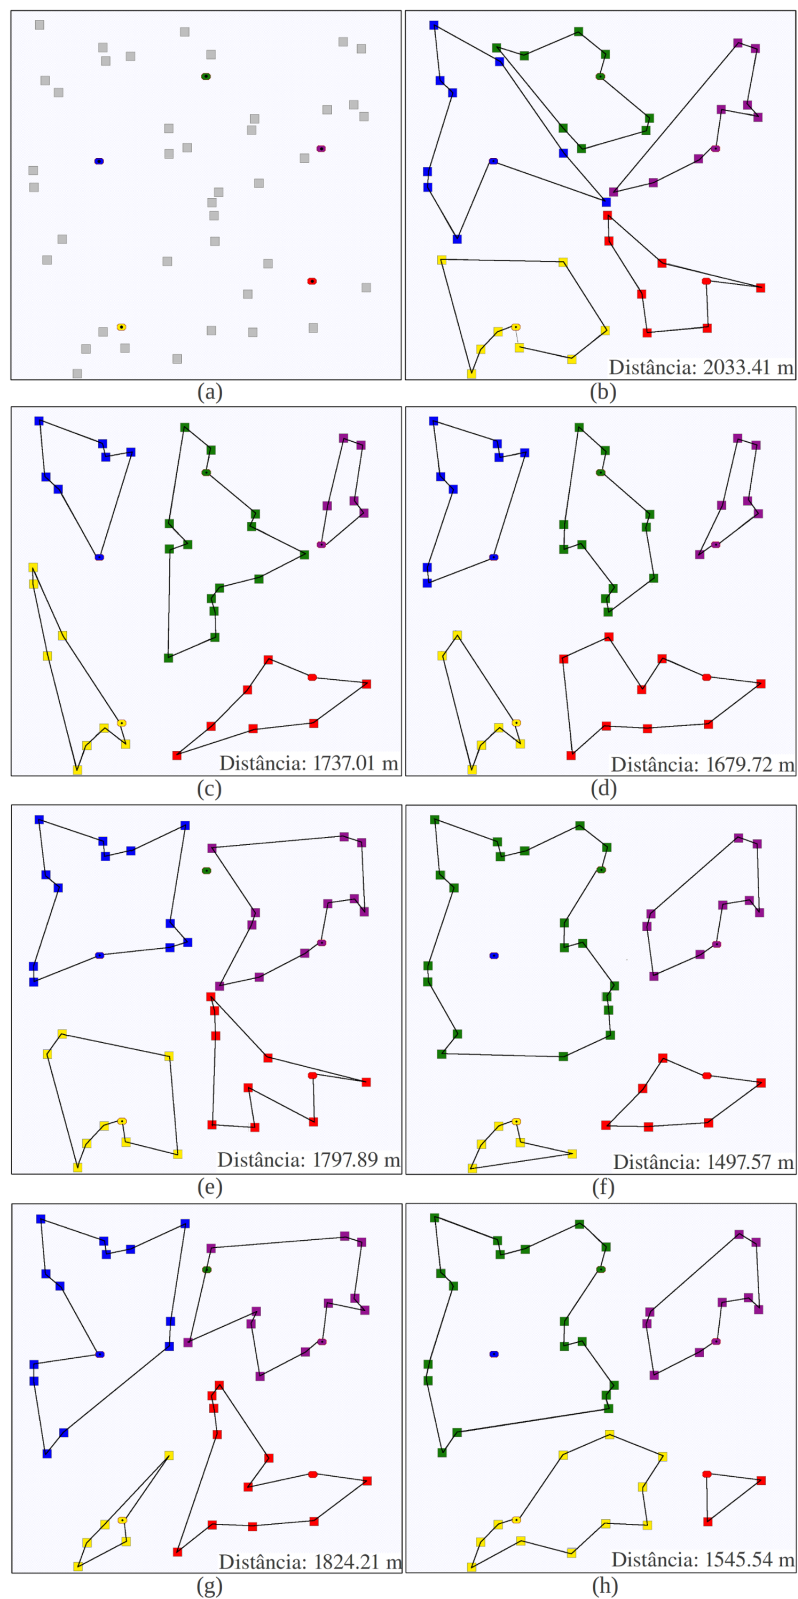 (a)
Distância: 2033.41 m
(b)
Distância: 1737.01 m
(c)
Distância: 1679.72 m
(d)
Distância: 1797.89 m
(e)
Distância: 1497.57 m
(f)
Distância: 1824.21 m
(g)
Distância: 1545.54 m
(h)